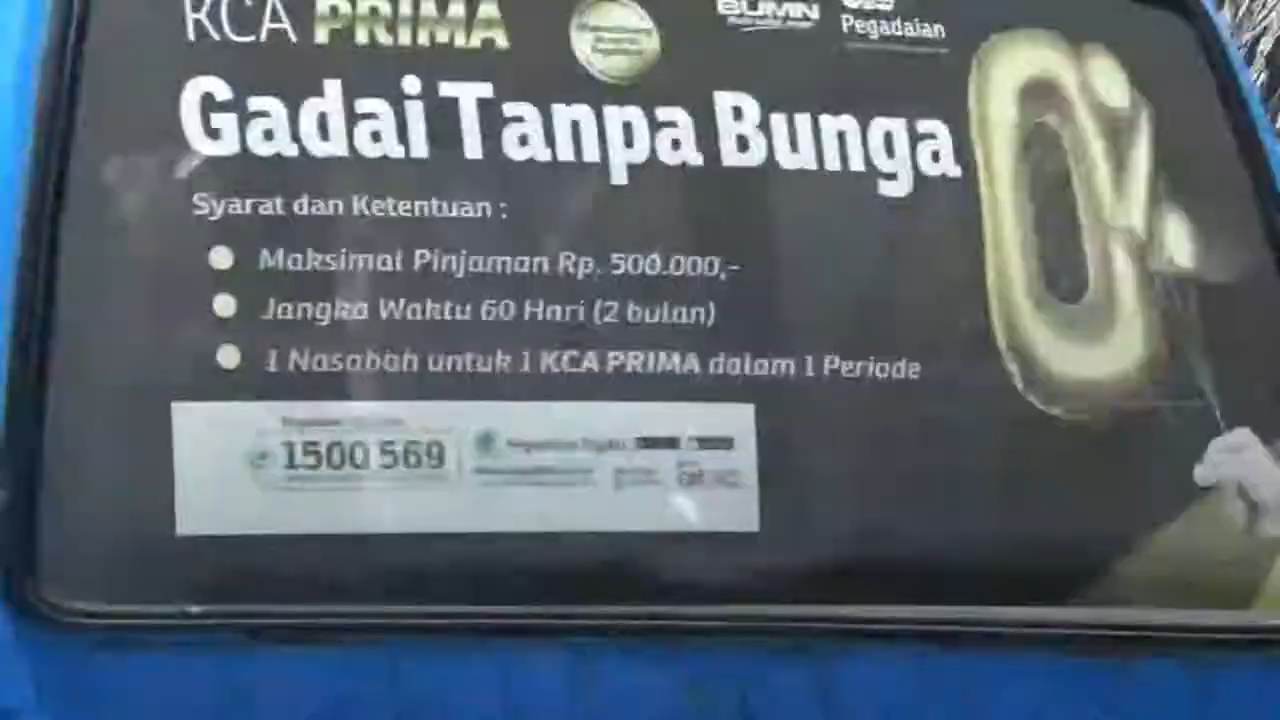 KCA PRIMA
BUMN
Pegadaian
Gadai Tanpa Bunga
0%
Syarat dan Ketentuan :
Maksimal Pinjaman Rp. 500.000,-
Jangka Waktu 60 Hari (2 bulan)
1 Nasabah untuk 1 KCA PRIMA dalam 1 Periode
1500 569